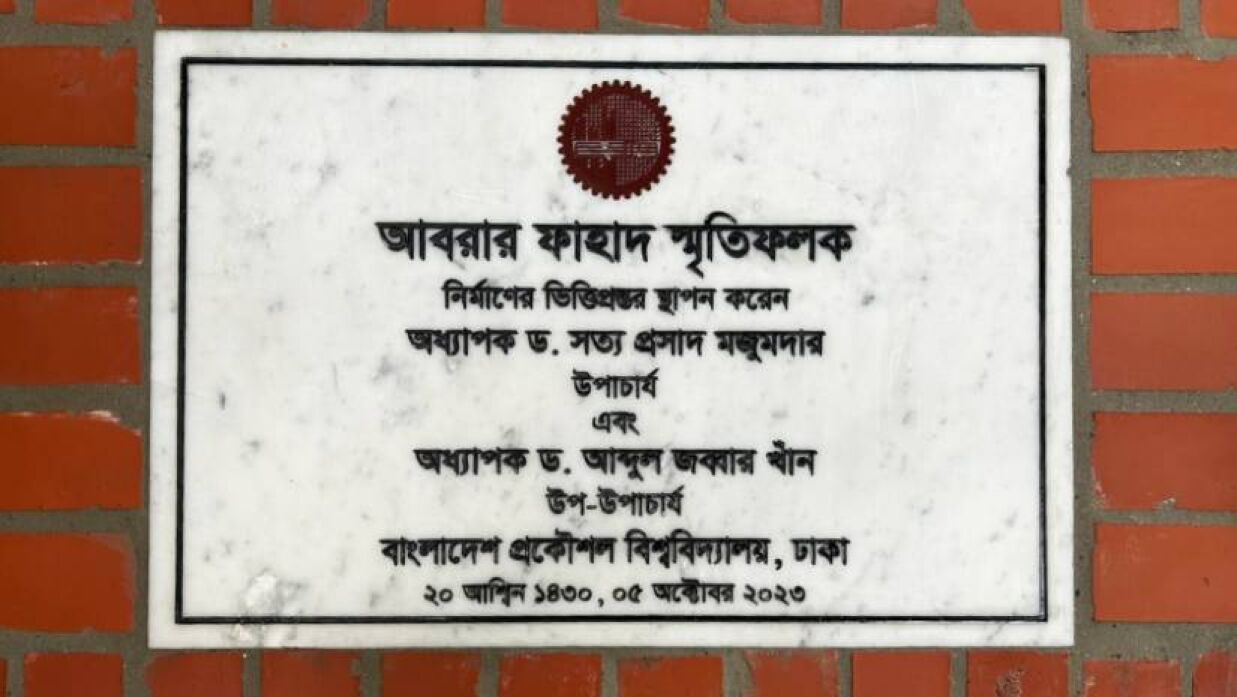 আবরার ফাহাদ স্মৃতিফলক
নির্মাণের ভিত্তিপ্রস্তর স্থাপন করেন
অধ্যাপক ড. সত্য প্রসাদ মজুমদার
উপাচার্য
এবং
অধ্যাপক ড. আব্দুল জব্বার খাঁন
উপ-উপাচার্য
বাংলাদেশ প্রকৌশল বিশ্ববিদ্যালয়, ঢাকা
২০ আশ্বিন ১৪৩০, ০৫ অক্টোবর ২০২৩